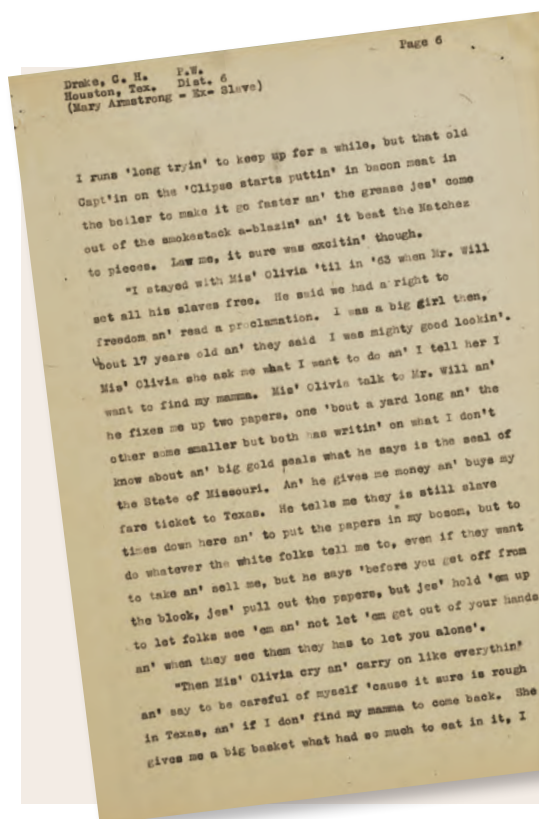 Page 6
Drake, G. H. P.W.
Houston, Tex. Dist. 6
(Mary Armstrong - Ex- Slave)
I runs 'long tryin' to keep up for a while, but that old
Capt'in on the 'Clipse starts puttin' in bacon meat in
the boiler to make it go faster an' the grease jes' come
out of the smokestack a-blazin' an' it beat the Natchez
to pieces. Law me, it sure was excitin' though.
"I stayed with Mis' Olivia 'til in '63 when Mr. Will
set all his slaves free. He said we had a right to
freedom an' read a proclamation. I was a big girl then,
'bout 17 years old an' they said I was mighty good lookin'.
Mis' Olivia she ask me what I want to do an' I tell her I
want to find my mamma. Mis' Olivia talk to Mr. Will an'
he fixes me up two papers, one 'bout a yard long an' the
other some smaller but both has writin' on what I don't
know about an' big gold seals what he says is the seal of
the State of Missouri. An' he gives me money an' buys my
fare ticket to Texas. He tells me they is still slave
times down here an' to put the papers in my bosom, but to
do whatever the white folks tell me to, even if they want
to take an' sell me, but he says 'before you get off from
the block, jes' pull out the papers, but jes' hold 'em up
to let folks see 'em an' not let 'em get out of your hands
an' when they see them they has to let you alone'.
"Then Mis' Olivia cry an' carry on like everythin'
an' say to be careful of myself 'cause it sure is rough
in Texas, an' if I don' find my mamma to come back. She
gives me a big basket what had so much to eat in it, I